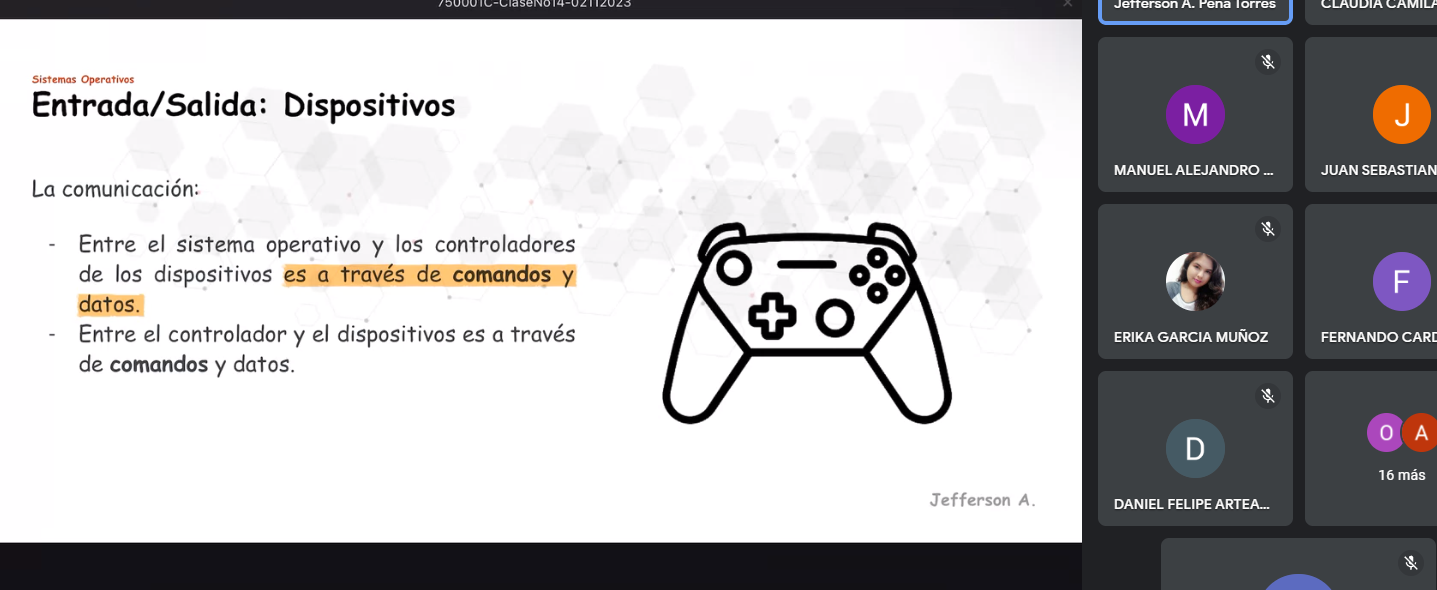 750001C-ClaseNo14-02112023
Sistemas Operativos
Entrada/Salida: Dispositivos
La comunicación:
- Entre el sistema operativo y los controladores
de los dispositivos es a través de comandos y
datos.
- Entre el controlador y el dispositivos es a través
de comandos y datos.
Jefferson A.
Jefferson A. Peña Torres
CLAUDIA CAMILA
M
J
MANUEL ALEJANDRO ...
JUAN SEBASTIAN
F
ERIKA GARCIA MUÑOZ
FERNANDO CARD
D
O A
16 más
DANIEL FELIPE ARTEA...